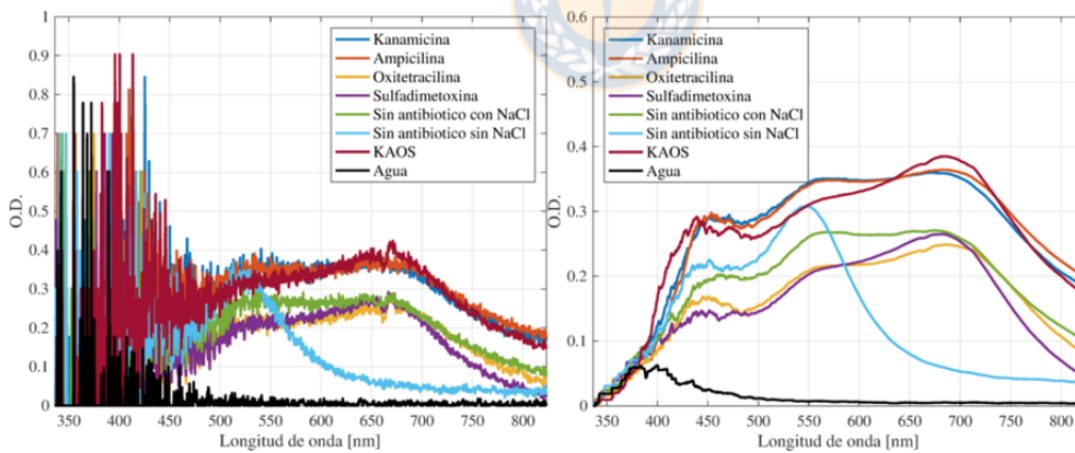 1
0.9
0.8
0.7
0.6
0.5
0.4
0.3
0.2
0.1
0
O.D.
350 400 450 500 550 600 650 700 750 800
Longitud de onda [nm]
Kanamicina
Ampicilina
Oxitetracilina
Sulfadimetoxina
Sin antibiotico con NaCl
Sin antibiotico sin NaCl
KAOS
Agua
0.6
0.5
0.4
0.3
0.2
0.1
0
O.D.
350 400 450 500 550 600 650 700 750 800
Longitud de onda [nm]
Kanamicina
Ampicilina
Oxitetracilina
Sulfadimetoxina
Sin antibiotico con NaCl
Sin antibiotico sin NaCl
KAOS
Agua